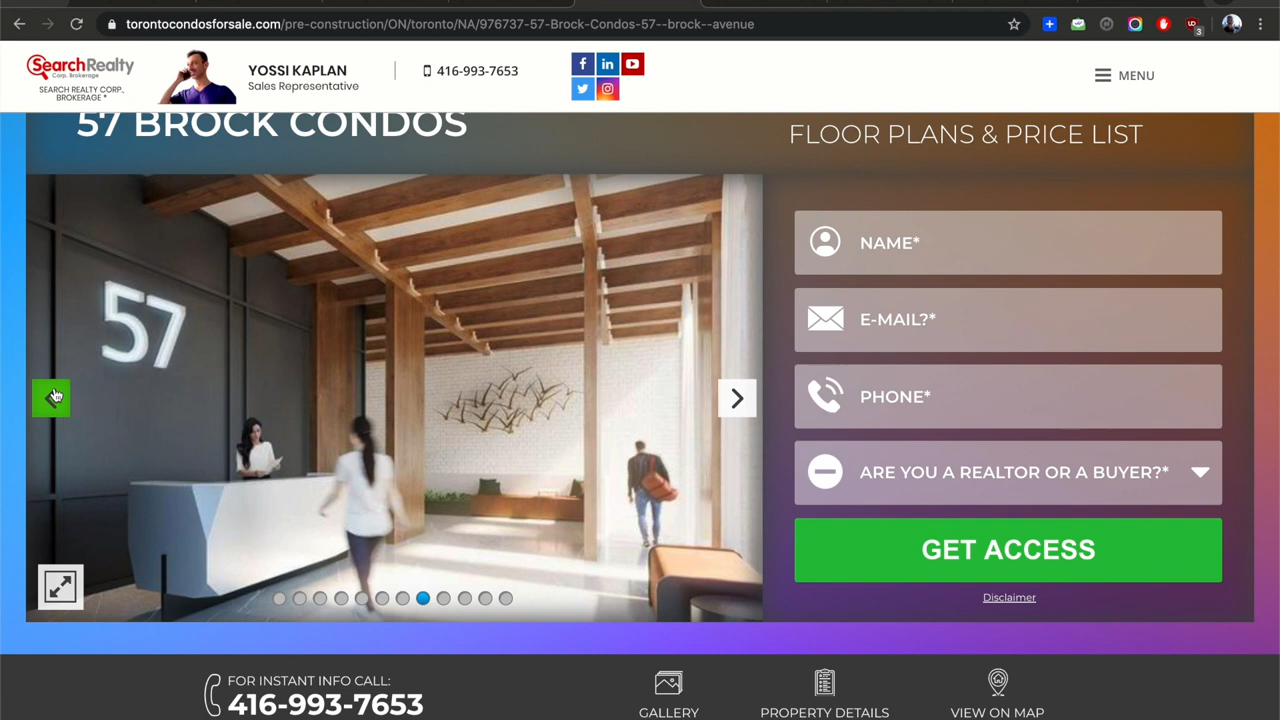 torontocondosforsale.com/pre-construction/ON/toronto/NA/976737-57-Brock-Condos-57--brock--avenue
3
SearchRealty
Corp. Brokerage
SEARCH REALTY CORP.,
BROKERAGE *
YOSSI KAPLAN
Sales Representative
416-993-7653
MENU
57 BROCK CONDOS
FLOOR PLANS & PRICE LIST
57
NAME*
E-MAIL?*
PHONE*
ARE YOU A REALTOR OR A BUYER?*
GET ACCESS
Disclaimer
FOR INSTANT INFO CALL:
416-993-7653
GALLERY
PROPERTY DETAILS
VIEW ON MAP